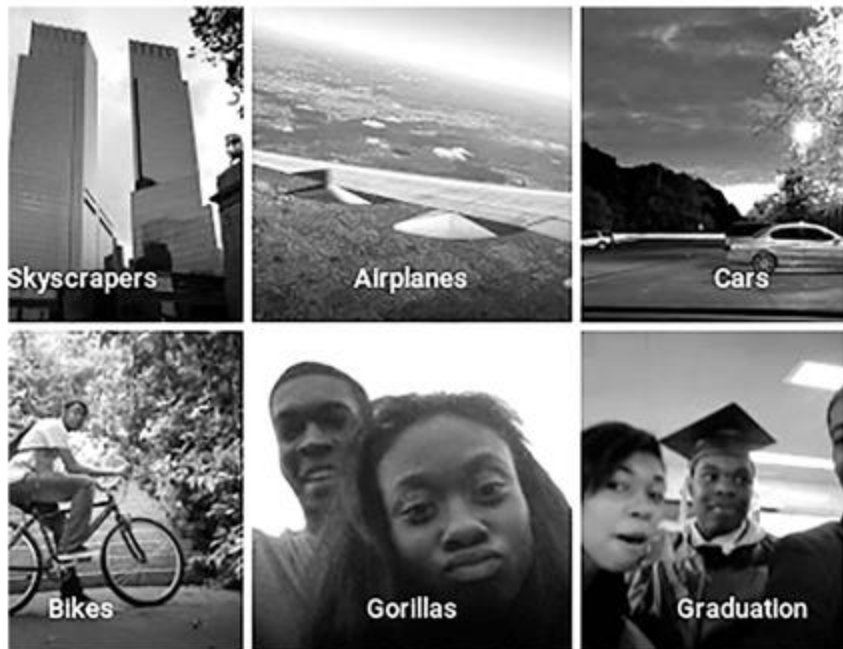 Skyscrapers
Airplanes
Cars
Bikes
Gorillas
Graduation